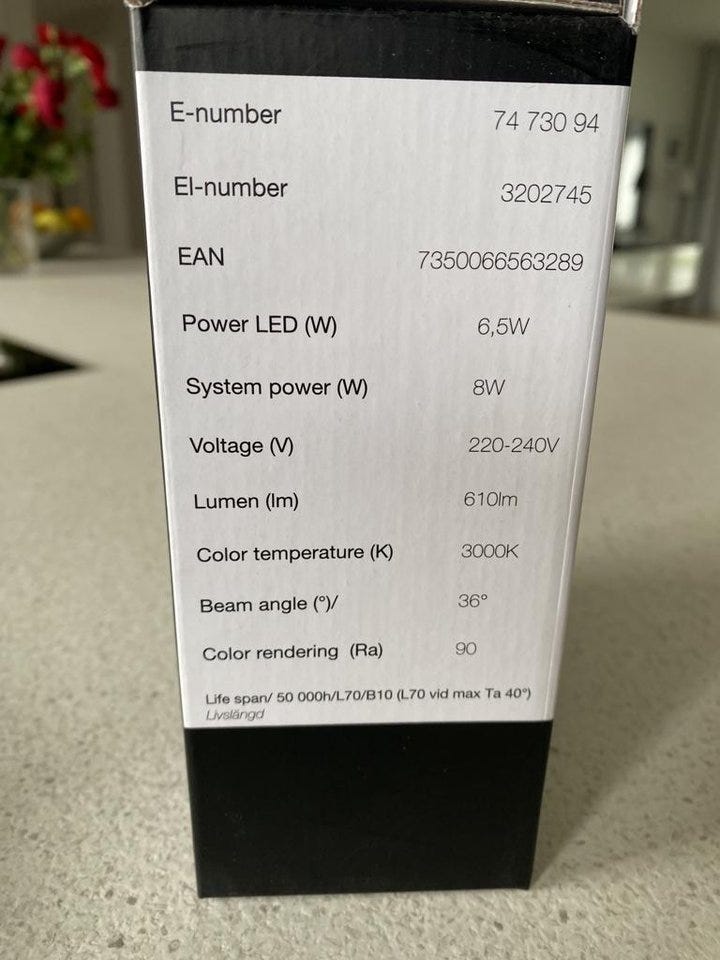 E-number 74 730 94
El-number 3202745
EAN 7350066563289
Power LED (W) 6,5W
System power (W) 8W
Voltage (V) 220-240V
Lumen (lm) 610lm
Color temperature (K) 3000K
Beam angle (°)/ 36°
Color rendering (Ra) 90
Life span/ 50 000h/L70/B10 (L70 vid max Ta 40°)
Livslängd